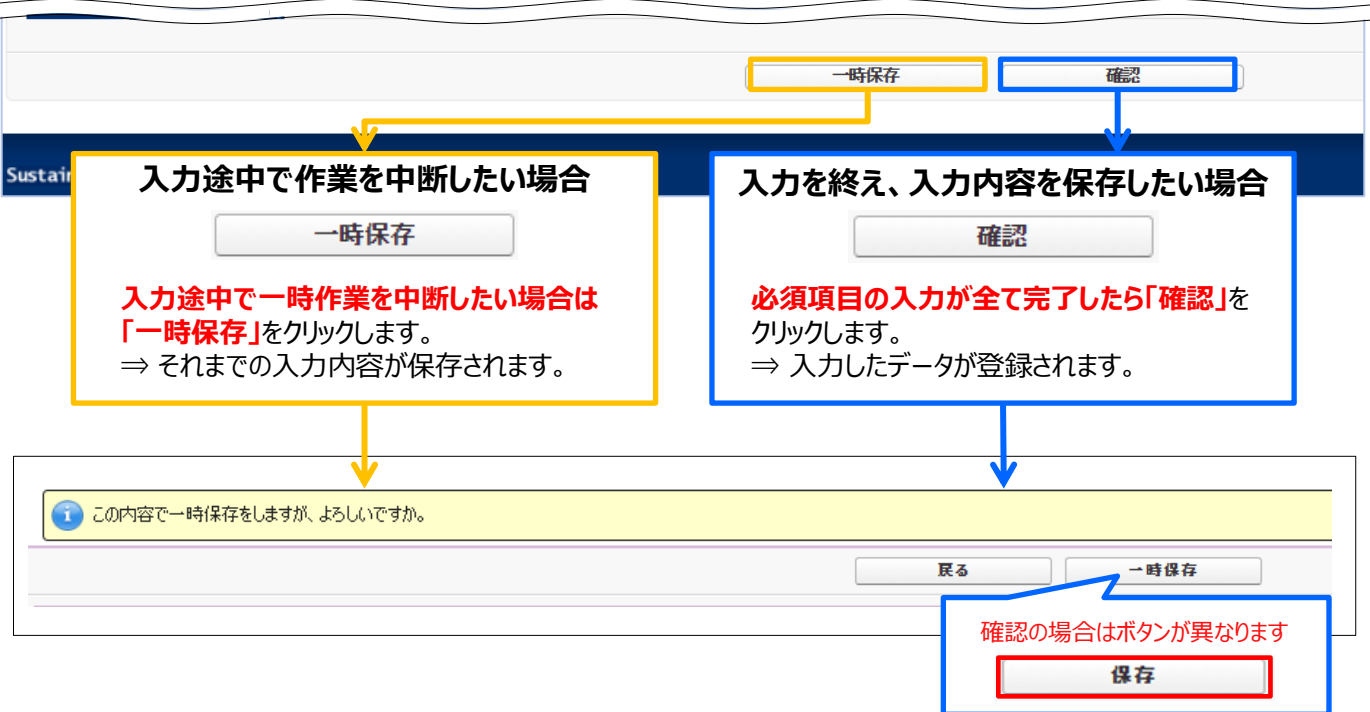 一時保存
確認
Sustain
入力途中で作業を中断したい場合
一時保存
入力途中で一時作業を中断したい場合は
「一時保存」をクリックします。
⇒ それまでの入力内容が保存されます。
入力を終え、入力内容を保存したい場合
確認
必須項目の入力が全て完了したら「確認」を
クリックします。
⇒ 入力したデータが登録されます。
この内容で一時保存をしますが、よろしいですか。
戻る
一時保存
確認の場合はボタンが異なります
保存